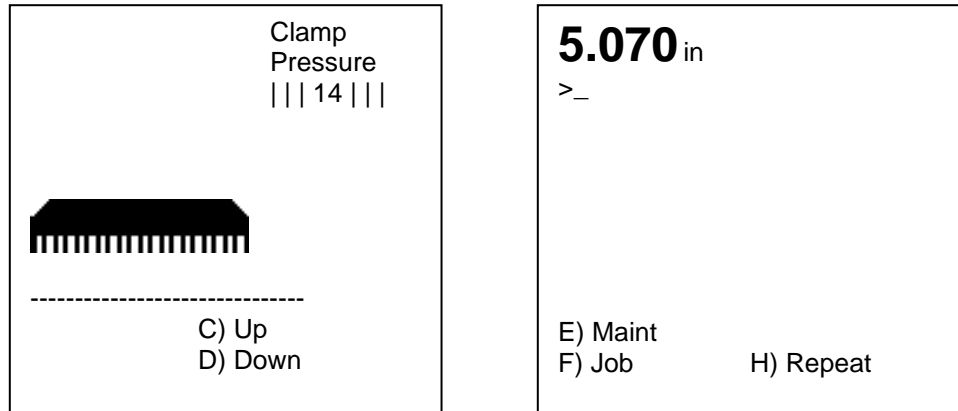 Clamp
Pressure
| | | 14 | | |
-------------------------------
C) Up
D) Down
5.070 in
>_
E) Maint
F) Job H) Repeat